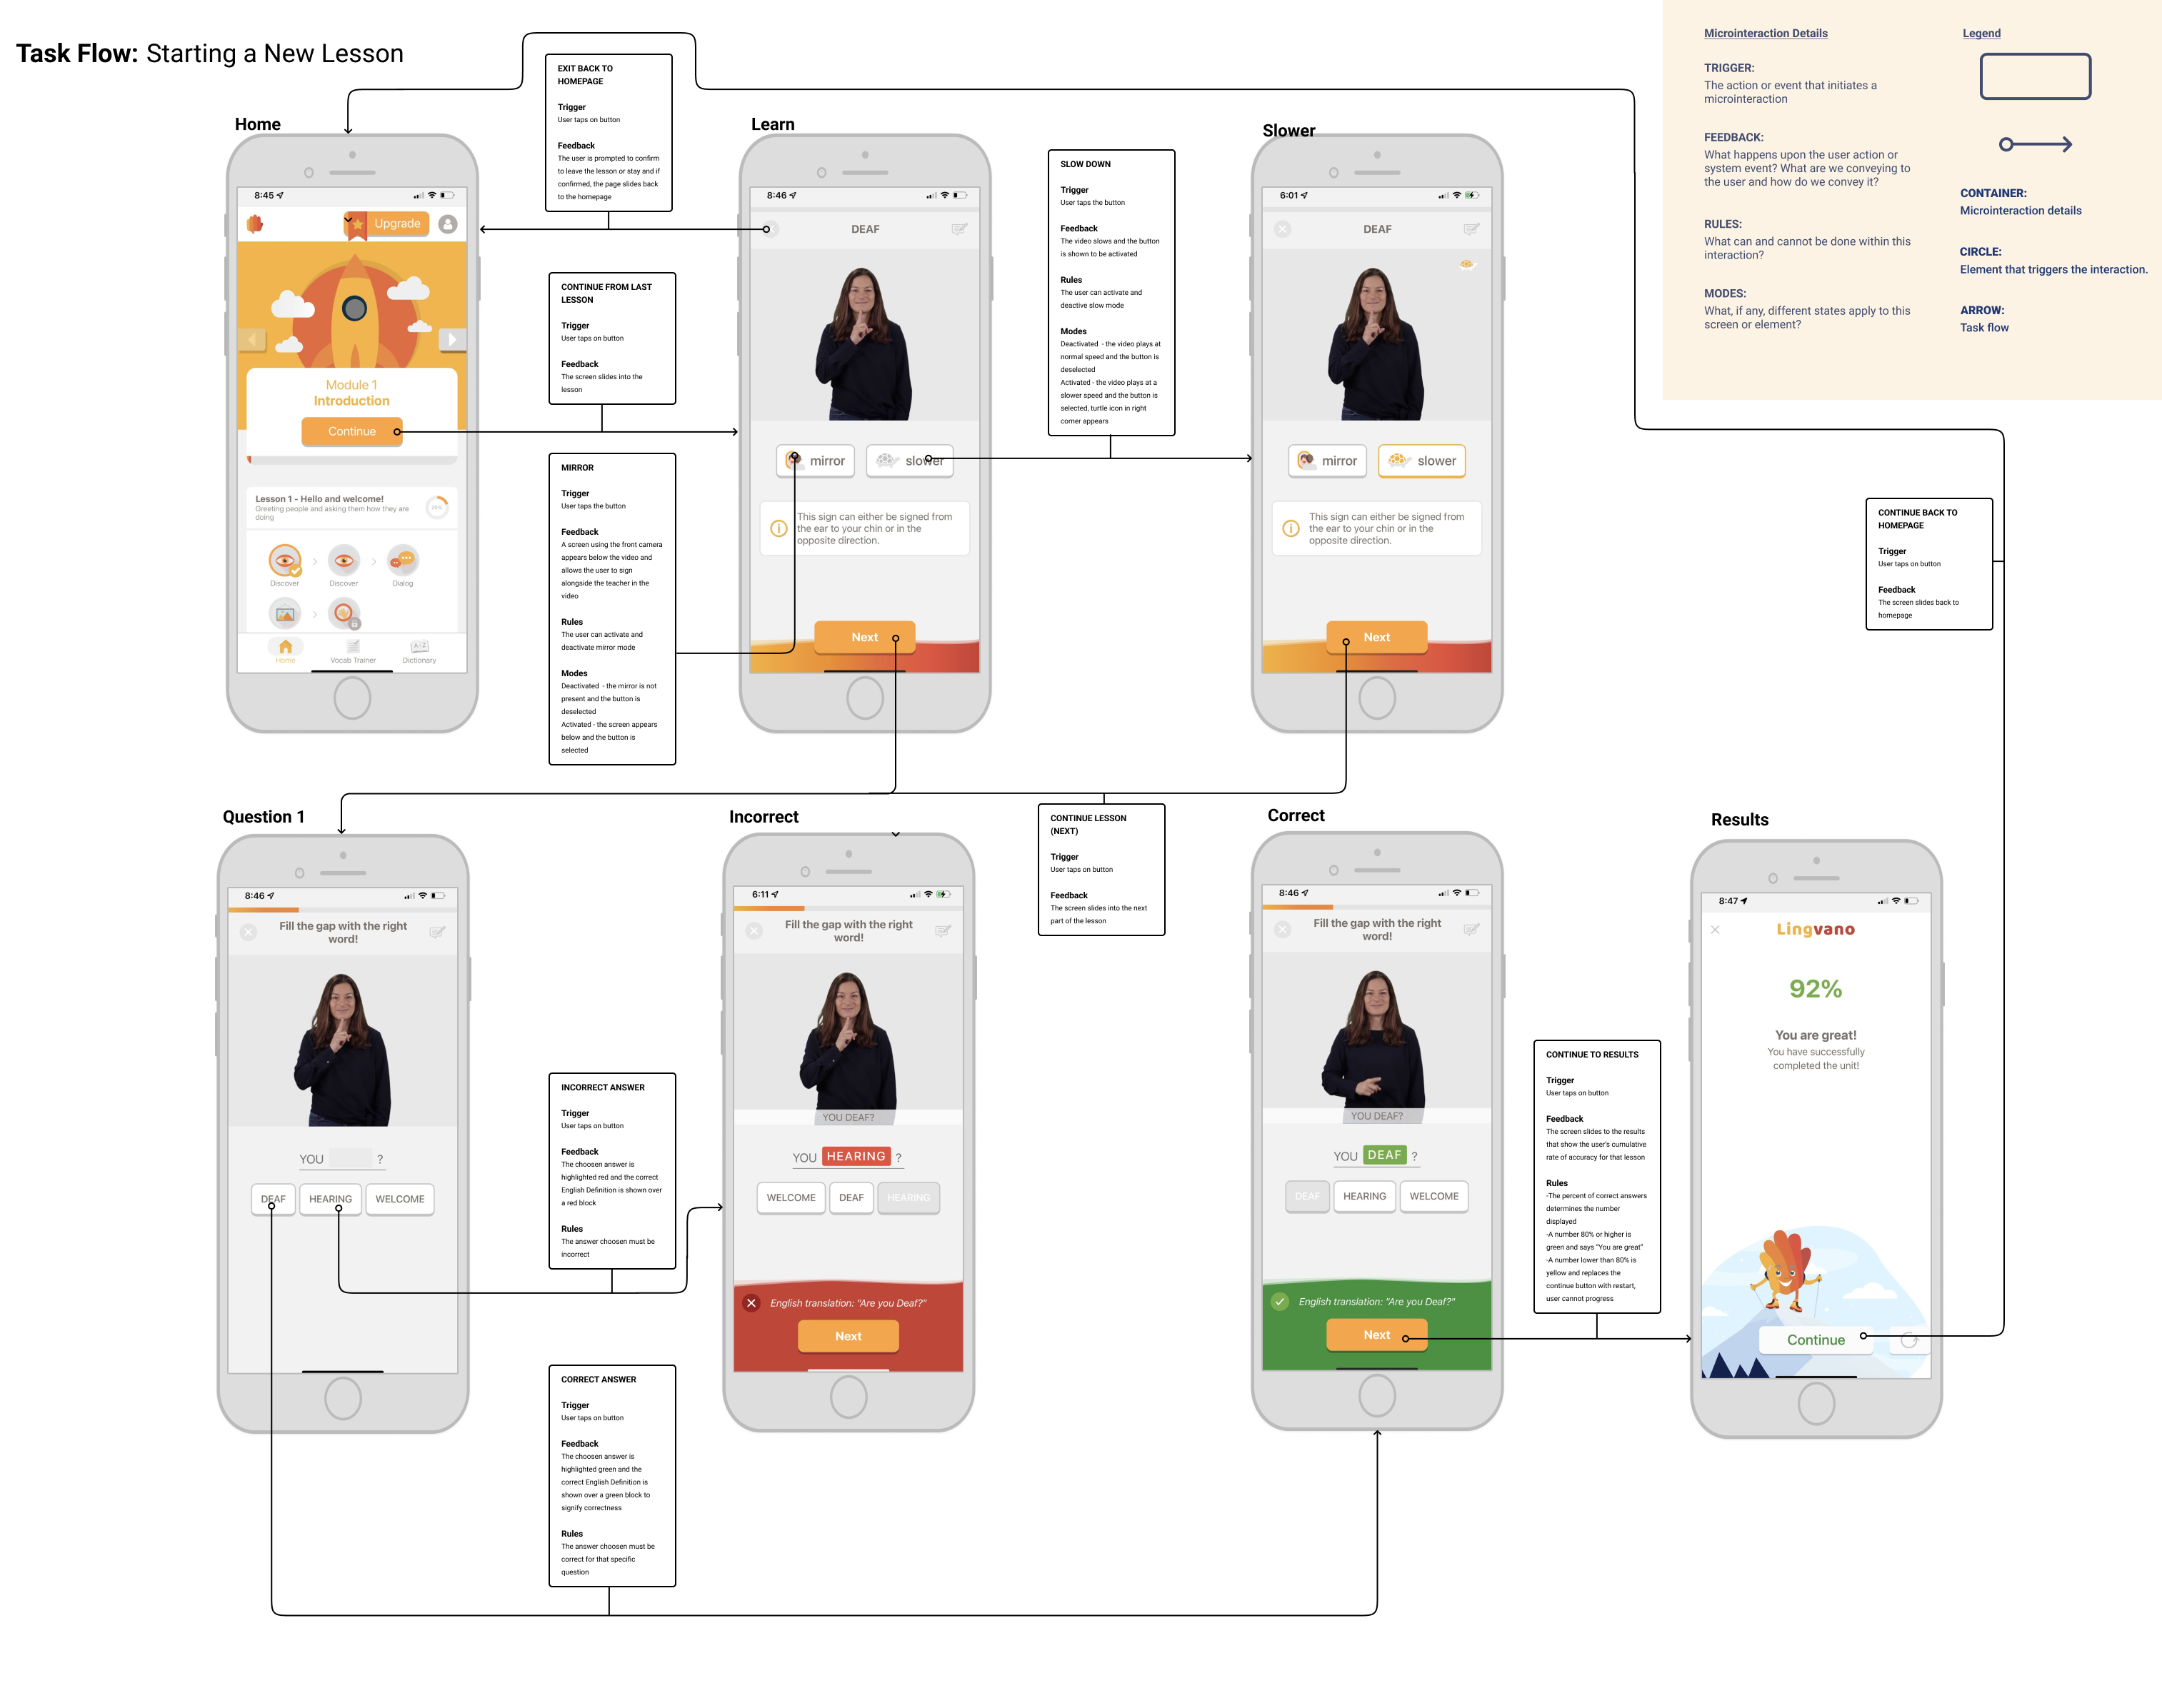 Task Flow: Starting a New Lesson
Microinteraction Details
TRIGGER:
The action or event that initiates a
microinteraction
FEEDBACK:
What happens upon the user action or
system event? What are we conveying to
the user and how do we convey it?
RULES:
What can and cannot be done within this
interaction?
MODES:
What, if any, different states apply to this
screen or element?
Legend
CONTAINER:
Microinteraction details
CIRCLE:
Element that triggers the interaction.
ARROW:
Task flow
Home
8:45
Upgrade
Module 1
Introduction
Continue
Lesson 1 - Hello and welcome!
Greeting people and asking them how they are
doing
Discover
Discover
Dialog
Home
Vocab Trainer
Dictionary
EXIT BACK TO
HOMEPAGE
Trigger
User taps on button
Feedback
The user is prompted to confirm
to leave the lesson or stay and if
confirmed, the page slides back
to the homepage
CONTINUE FROM LAST
LESSON
Trigger
User taps on button
Feedback
The screen slides into the
lesson
MIRROR
Trigger
User taps the button
Feedback
A screen using the front camera
appears below the video and
allows the user to sign
alongside the teacher in the
video
Rules
The user can activate and
deactivate mirror mode
Modes
Deactivated - the mirror is not
present and the button is
deselected
Activated - the screen appears
below and the button is
selected
Learn
8:46
DEAF
mirror
slower
This sign can either be signed from
the ear to your chin or in the
opposite direction.
Next
SLOW DOWN
Trigger
User taps the button
Feedback
The video slows and the button
is shown to be activated
Rules
The user can activate and
deactive slow mode
Modes
Deactivated - the video plays at
normal speed and the button is
deselected
Activated - the video plays at a
slower speed and the button is
selected, turtle icon in right
corner appears
Slower
6:01
DEAF
mirror
slower
This sign can either be signed from
the ear to your chin or in the
opposite direction.
Next
CONTINUE BACK TO
HOMEPAGE
Trigger
User taps on button
Feedback
The screen slides back to
homepage
Question 1
8:46
Fill the gap with the right
word!
YOU ?
DEAF
HEARING
WELCOME
INCORRECT ANSWER
Trigger
User taps on button
Feedback
The choosen answer is
highlighted red and the correct
English Definition is shown over
a red block
Rules
The answer choosen must be
incorrect
CORRECT ANSWER
Trigger
User taps on button
Feedback
The choosen answer is
highlighted green and the
correct English Definition is
shown over a green block to
signify correctness
Rules
The answer choosen must be
correct for that specific
question
Incorrect
6:11
Fill the gap with the right
word!
YOU DEAF?
YOU HEARING ?
WELCOME
DEAF
HEARING
English translation: "Are you Deaf?"
Next
CONTINUE LESSON
(NEXT)
Trigger
User taps on button
Feedback
The screen slides into the next
part of the lesson
Correct
8:46
Fill the gap with the right
word!
YOU DEAF?
YOU DEAF ?
DEAF
HEARING
WELCOME
English translation: "Are you Deaf?"
Next
CONTINUE TO RESULTS
Trigger
User taps on button
Feedback
The screen slides to the results
that show the user's cumulative
rate of accuracy for that lesson
Rules
-The percent of correct answers
determines the number
displayed
-A number 80% or higher is
green and says "You are great"
-A number lower than 80% is
yellow and replaces the
continue button with restart,
user cannot progress
Results
8:47
Lingvano
92%
You are great!
You have successfully
completed the unit!
Continue